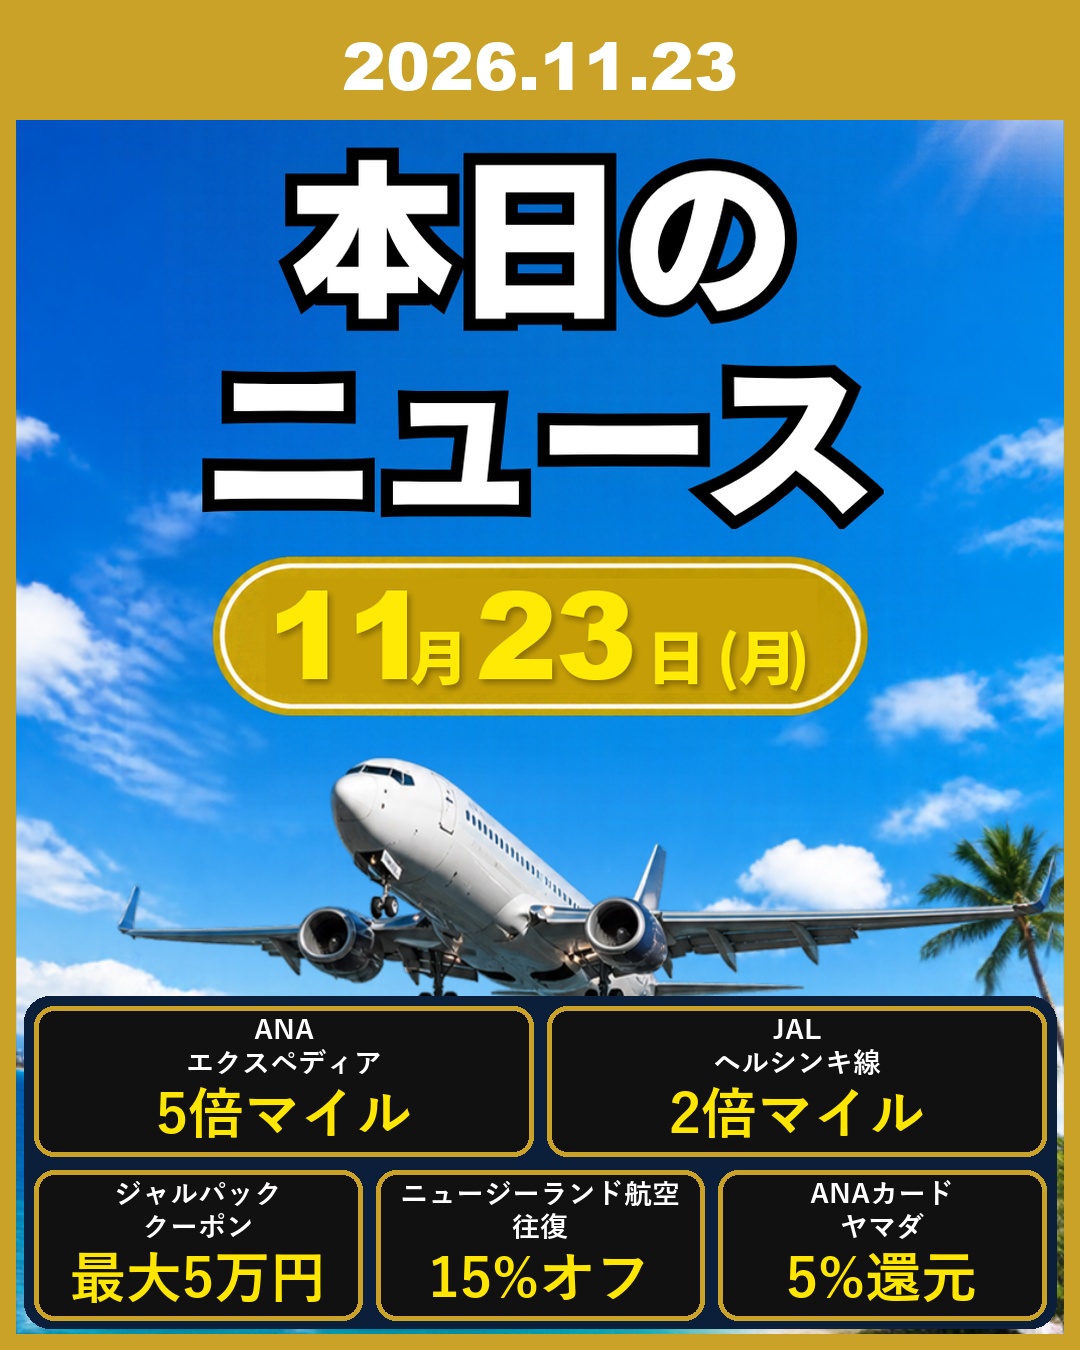 2026.11.23
本日の
ニュース
11月23日(月)
ANA
エクスペディア
5倍マイル
JAL
ヘルシンキ線
2倍マイル
ジャルパック
クーポン
最大5万円
ニュージーランド航空
往復
15%オフ
ANAカード
ヤマダ
5%還元